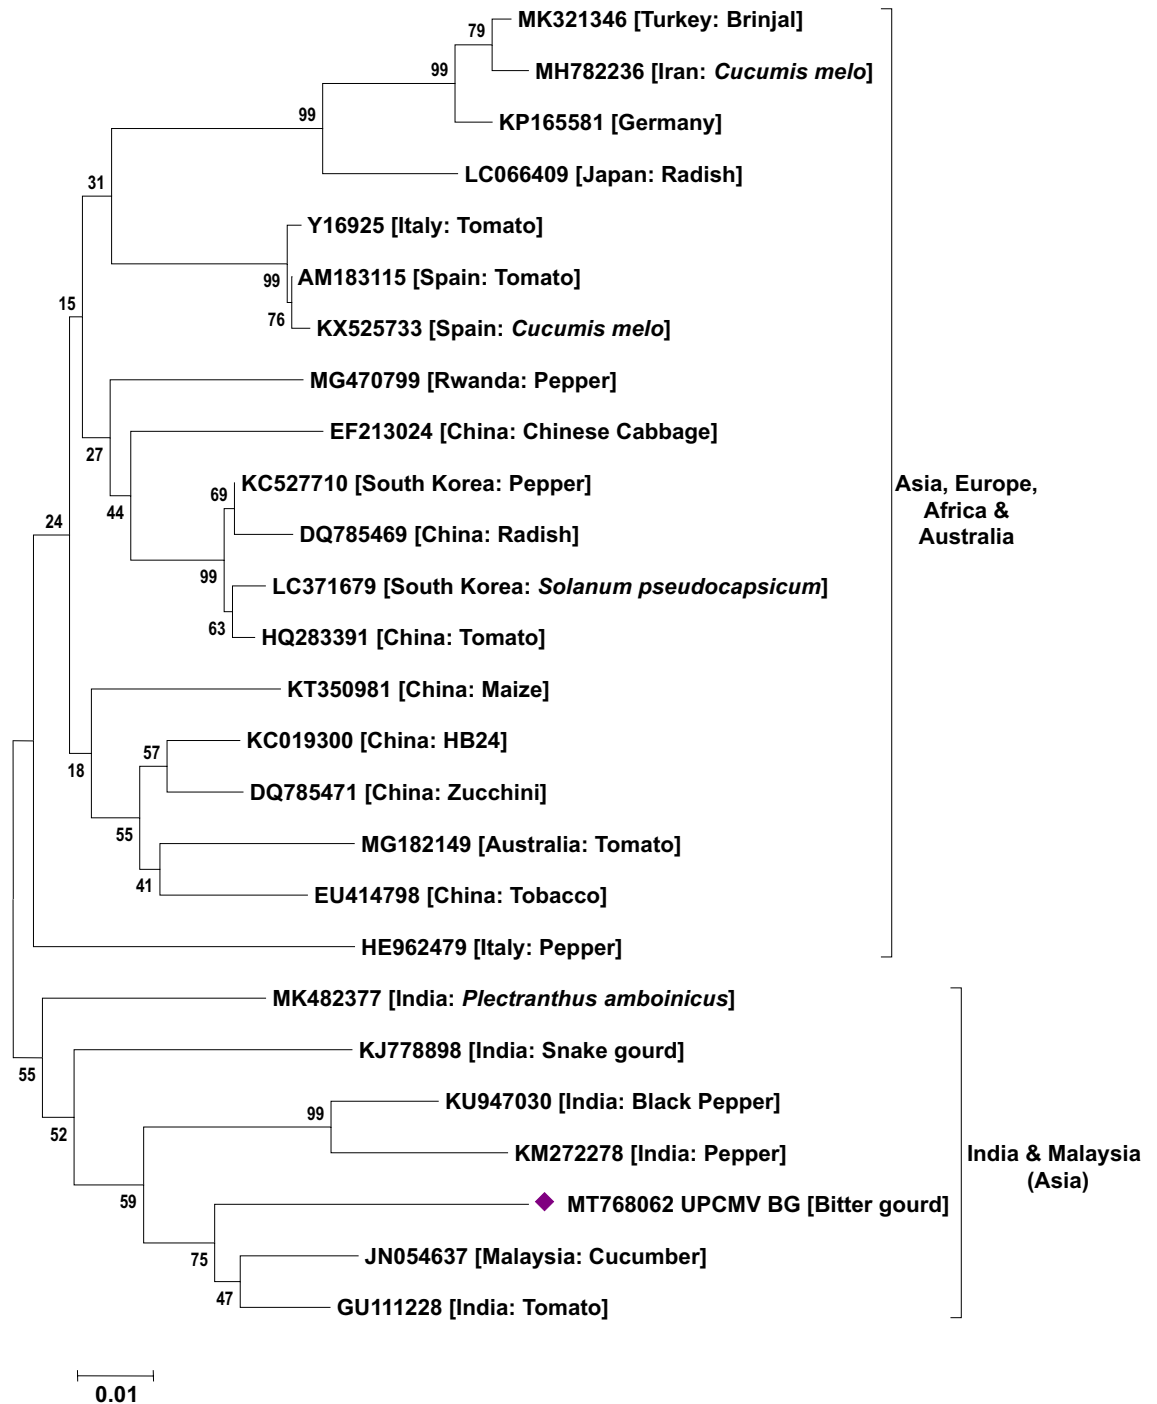 MK321346 [Turkey: Brinjal]
79
MH782236 [Iran: Cucumis melo]
99
KP165581 [Germany]
99
LC066409 [Japan: Radish]
31
Y16925 [Italy: Tomato]
99
AM183115 [Spain: Tomato]
76
KX525733 [Spain: Cucumis melo]
15
MG470799 [Rwanda: Pepper]
EF213024 [China: Chinese Cabbage]
27
KC527710 [South Korea: Pepper]
69
44
24
DQ785469 [China: Radish]
99
LC371679 [South Korea: Solanum pseudocapsicum]
63
HQ283391 [China: Tomato]
Asia, Europe,
Africa &
Australia
KT350981 [China: Maize]
KC019300 [China: HB24]
57
18
DQ785471 [China: Zucchini]
55
MG182149 [Australia: Tomato]
41
EU414798 [China: Tobacco]
HE962479 [Italy: Pepper]
MK482377 [India: Plectranthus amboinicus]
KJ778898 [India: Snake gourd]
55
KU947030 [India: Black Pepper]
99
52
KM272278 [India: Pepper]
India & Malaysia
(Asia)
59
MT768062 UPCMV BG [Bitter gourd]
75
JN054637 [Malaysia: Cucumber]
47
GU111228 [India: Tomato]
0.01